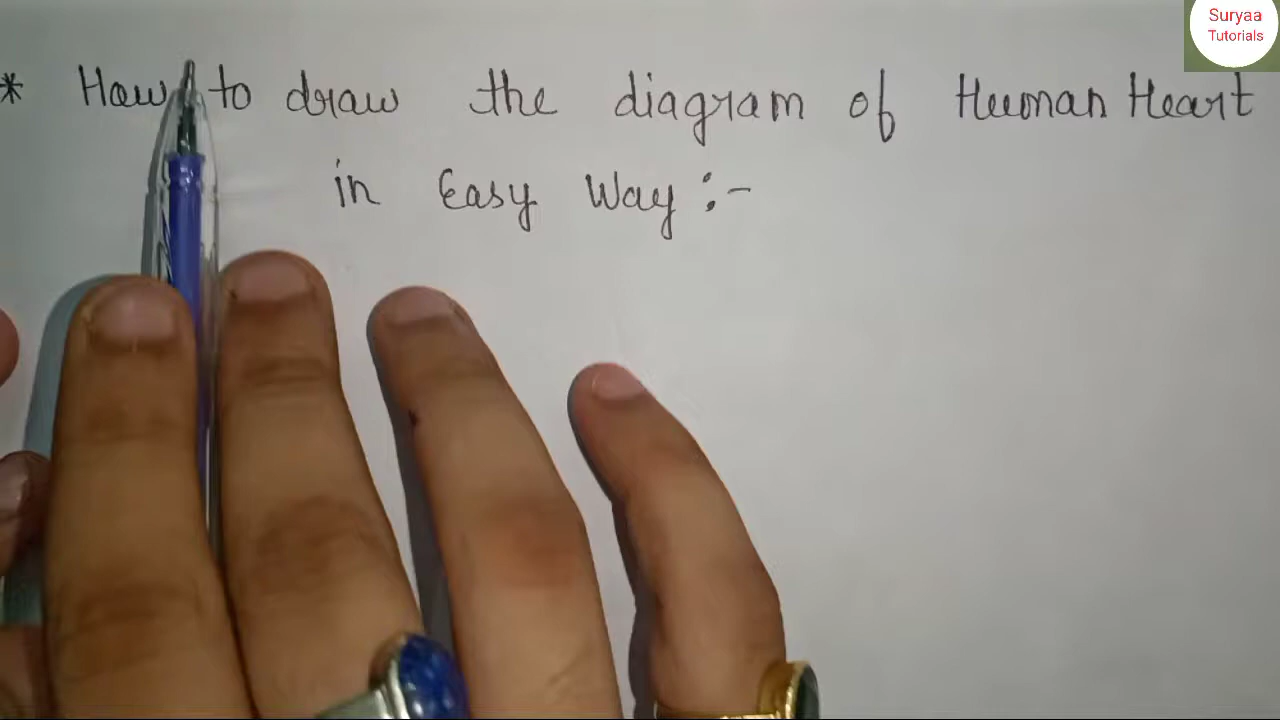 Suryaa
Tutorials
* How to draw the diagram of Human Heart
in Easy Way :-